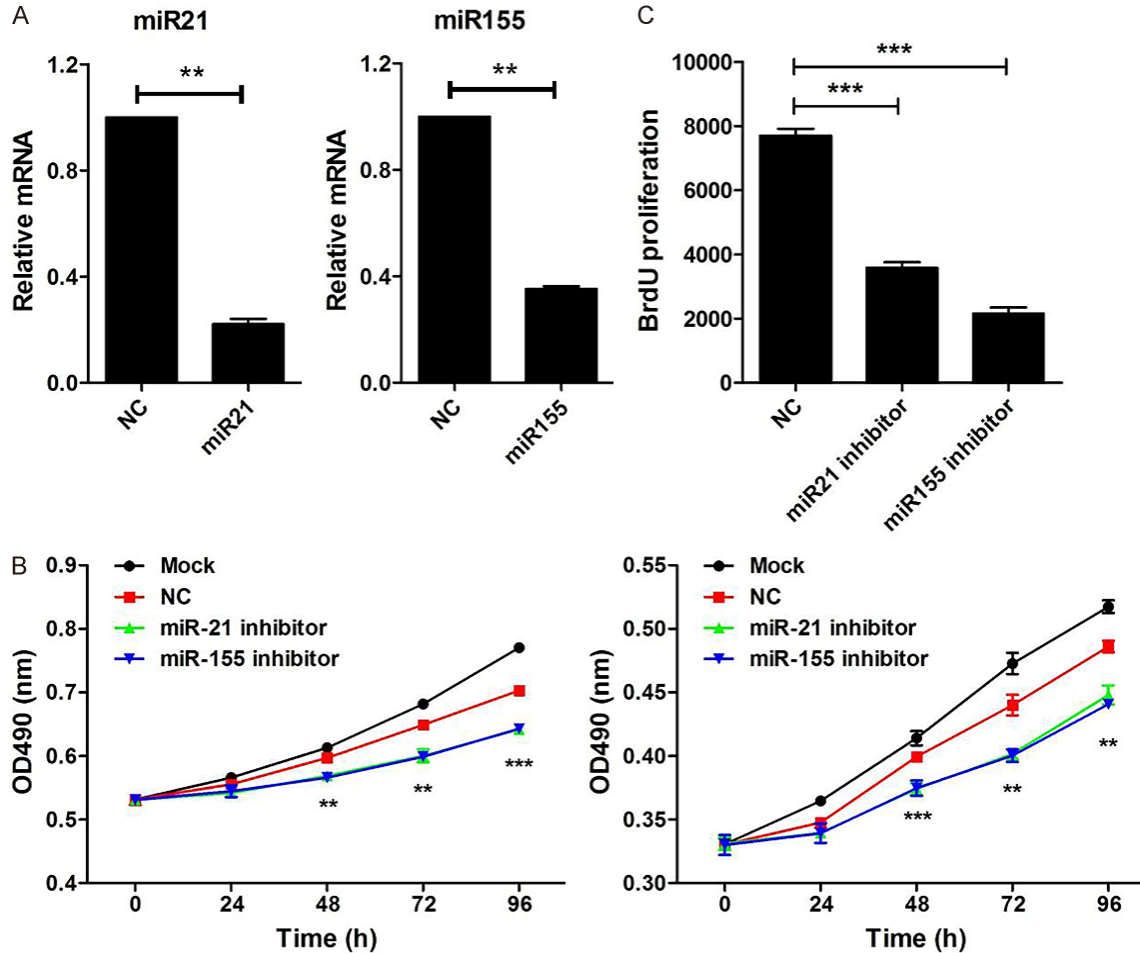 A
miR21
1.2
0.8
0.4
0.0
Relative mRNA
**
NC
miR21
miR155
1.2
0.8
0.4
0.0
Relative mRNA
**
NC
miR155
C
10000
8000
6000
4000
2000
0
BrdU proliferation
***
***
NC
miR21 inhibitor
miR155 inhibitor
B
0.9
0.8
0.7
0.6
0.5
0.4
OD490 (nm)
Mock
NC
miR-21 inhibitor
miR-155 inhibitor
**
**
***
0 24 48 72 96
Time (h)
0.55
0.50
0.45
0.40
0.35
0.30
OD490 (nm)
Mock
NC
miR-21 inhibitor
miR-155 inhibitor
***
**
**
0 24 48 72 96
Time (h)